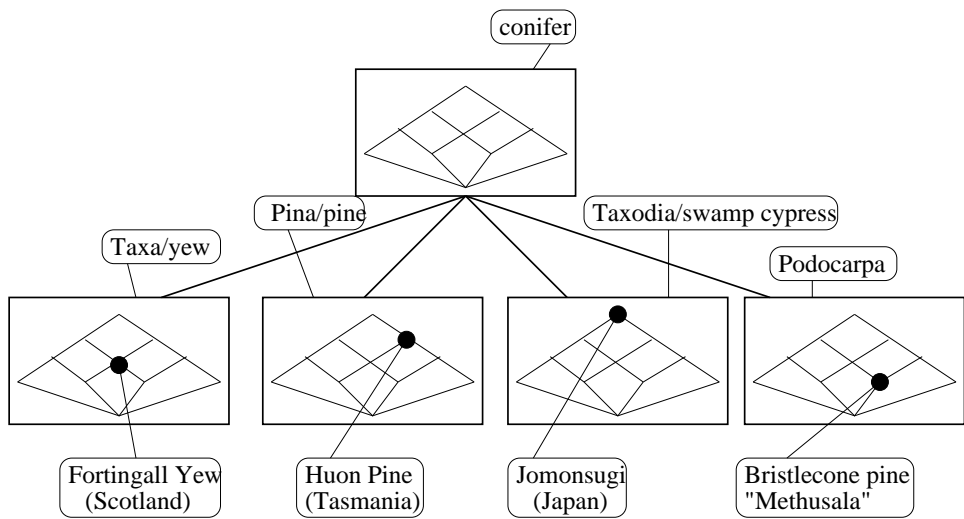 conifer
Pina/pine
Taxodia/swamp cypress
Taxa/yew
Podocarpa
Fortingall Yew
(Scotland)
Huon Pine
(Tasmania)
Jomonsugi
(Japan)
Bristlecone pine
"Methusala"